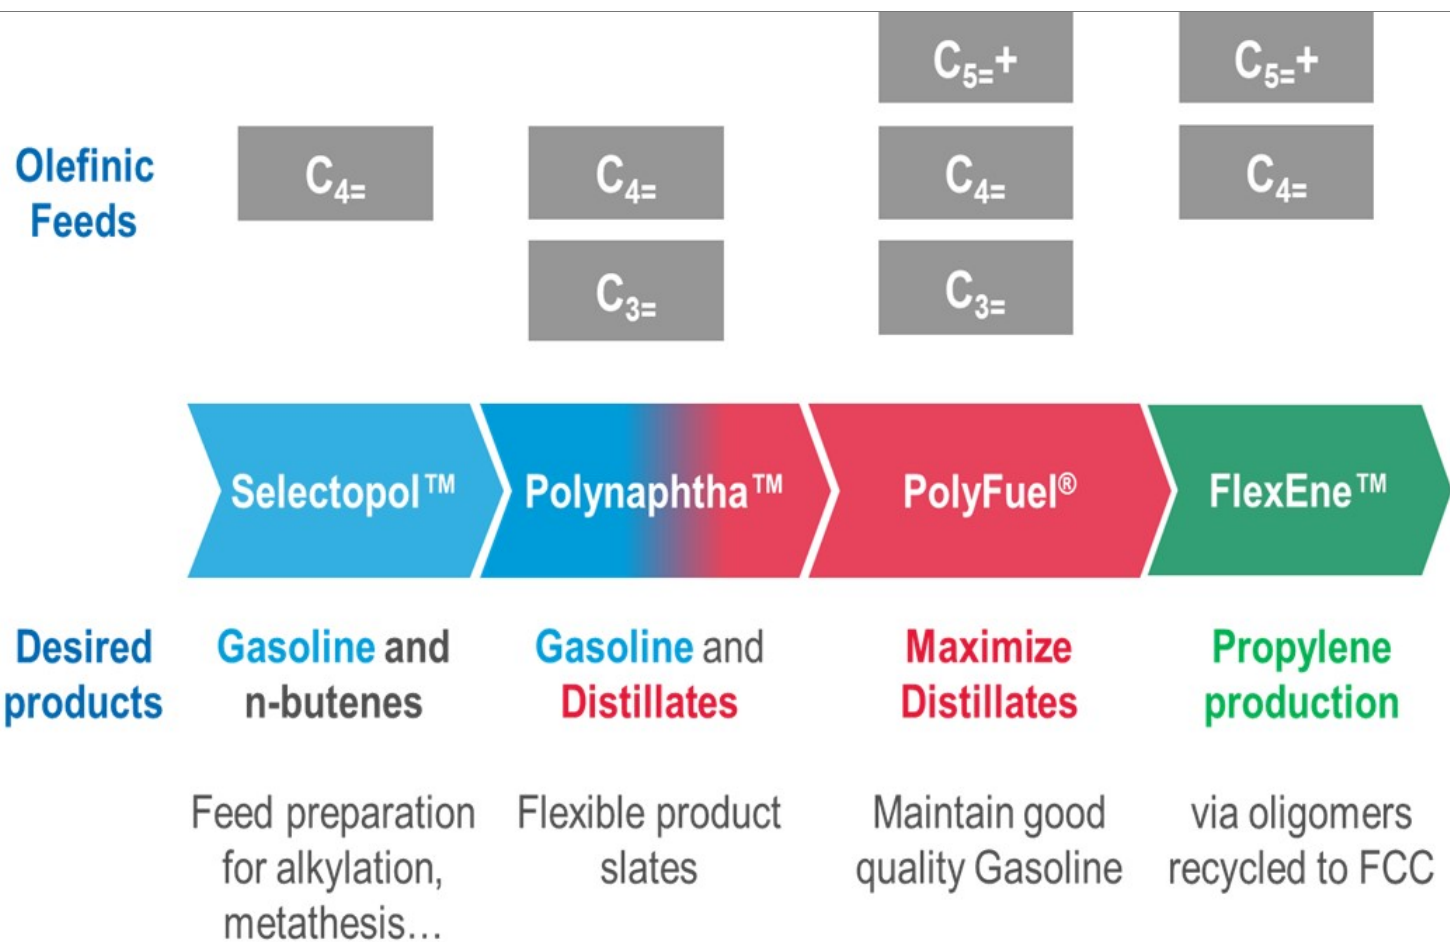 C5=+
C5=+
Olefinic
Feeds
C4=
C4=
C4=
C4=
C3=
C3=
Selectopol™
Polynaphtha™
PolyFuel®
FlexEne™
Desired
products
Gasoline and
n-butenes
Gasoline and
Distillates
Maximize
Distillates
Propylene
production
Feed preparation
for alkylation,
metathesis…
Flexible product
slates
Maintain good
quality Gasoline
via oligomers
recycled to FCC